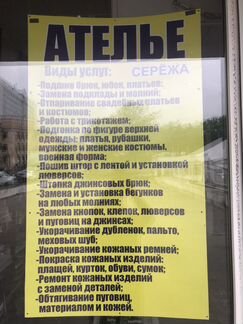 АТЕЛЬЕ
Виды услуг: СЕРЁЖА
-Подшив брюк, юбок, платьев;
-Замена подклады и молний;
-Отпаривание свадебных платьев
и костюмов;
-Работа с трикотажем;
-Подгонка по фигуре верхней
одежды: платья, рубашки,
мужские и женские костюмы,
военная форма;
-Пошив штор с лентой и установкой
люверсов;
-Штопка джинсовых брюк;
-Замена и установка бегунков
на любых молниях;
-Замена кнопок, клепок, люверсов
и пуговиц на джинсах;
-Укорачивание дубленок, пальто,
меховых шуб;
-Укорачивание кожаных ремней;
-Покраска кожаных изделий:
плащей, курток, обуви, сумок;
-Ремонт кожаных изделий
с заменой деталей;
-Обтягивание пуговиц,
материалом и кожей.